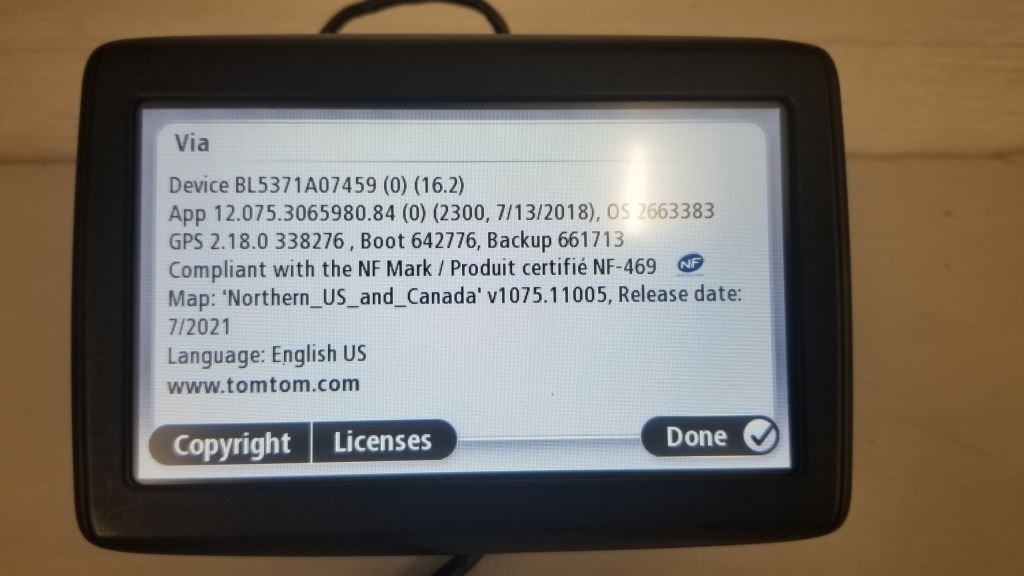 Via
Device BL5371A07459 (0) (16.2)
App 12.075.3065980.84 (0) (2300, 7/13/2018), OS 2663383
GPS 2.18.0 338276 , Boot 642776, Backup 661713
Compliant with the NF Mark / Produit certifié NF-469 NF
Map: 'Northern_US_and_Canada' v1075.11005, Release date:
7/2021
Language: English US
www.tomtom.com
Copyright Licenses Done